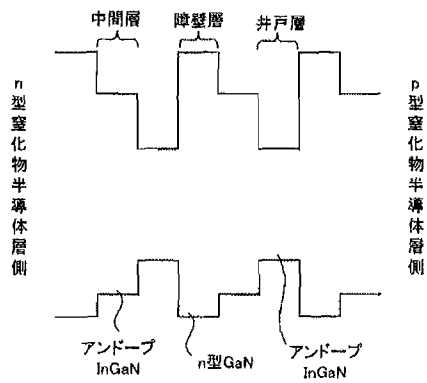 中間層
障壁層
井戸層
n型窒化物半導体層側
p型窒化物半導体層側
アンドープ
InGaN
n型GaN
アンドープ
InGaN